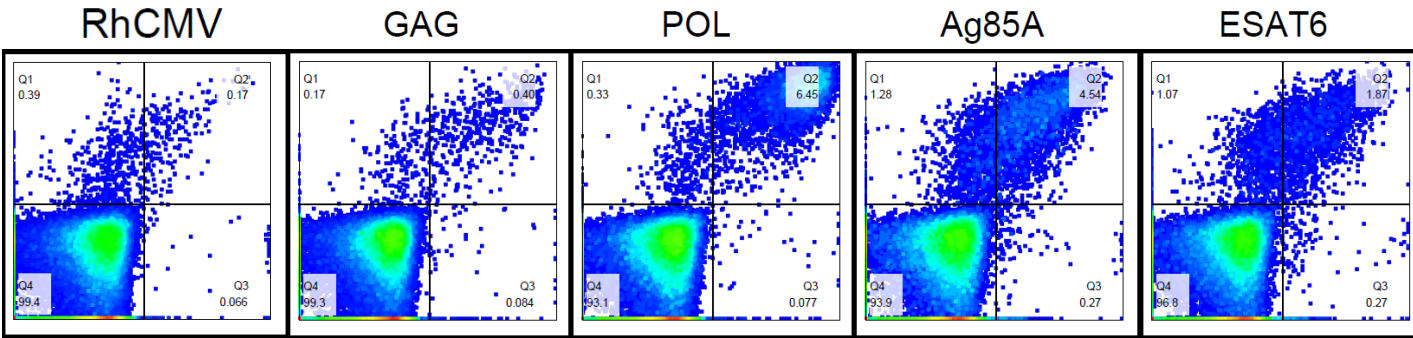 RhCMV GAG POL Ag85A ESAT6
Q1 Q2 Q1 Q2 Q1 Q2 Q1 Q2 Q1 Q2
0.39 0.17 0.17 0.40 0.33 6.45 1.28 4.54 1.07 1.87
Q4 Q3 Q4 Q3 Q4 Q3 Q4 Q3 Q4 Q3
99.4 0.066 99.3 0.084 93.1 0.077 93.9 0.27 96.8 0.27